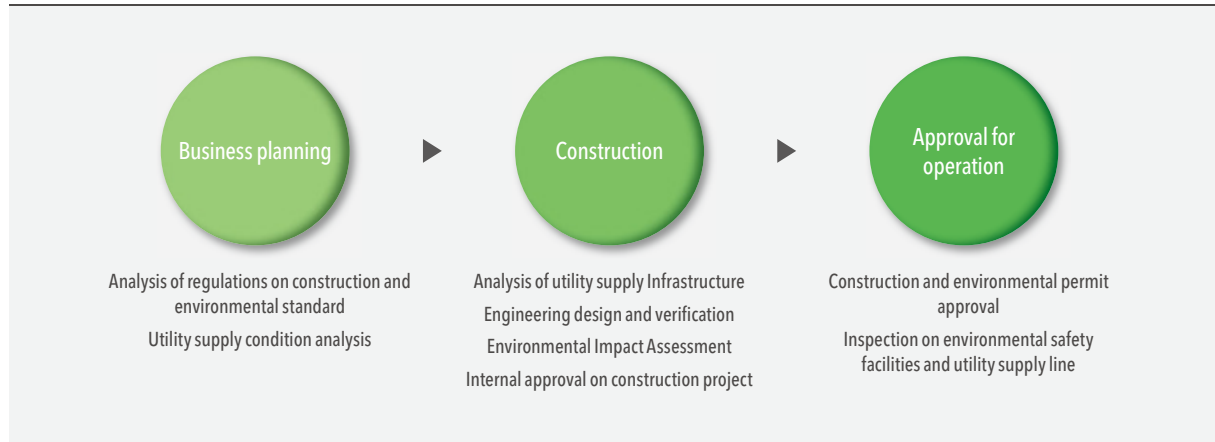 Business planning
Construction
Approval for
operation
Analysis of regulations on construction and
environmental standard
Utility supply condition analysis
Analysis of utility supply Infrastructure
Engineering design and verification
Environmental Impact Assessment
Internal approval on construction project
Construction and environmental permit
approval
Inspection on environmental safety
facilities and utility supply line